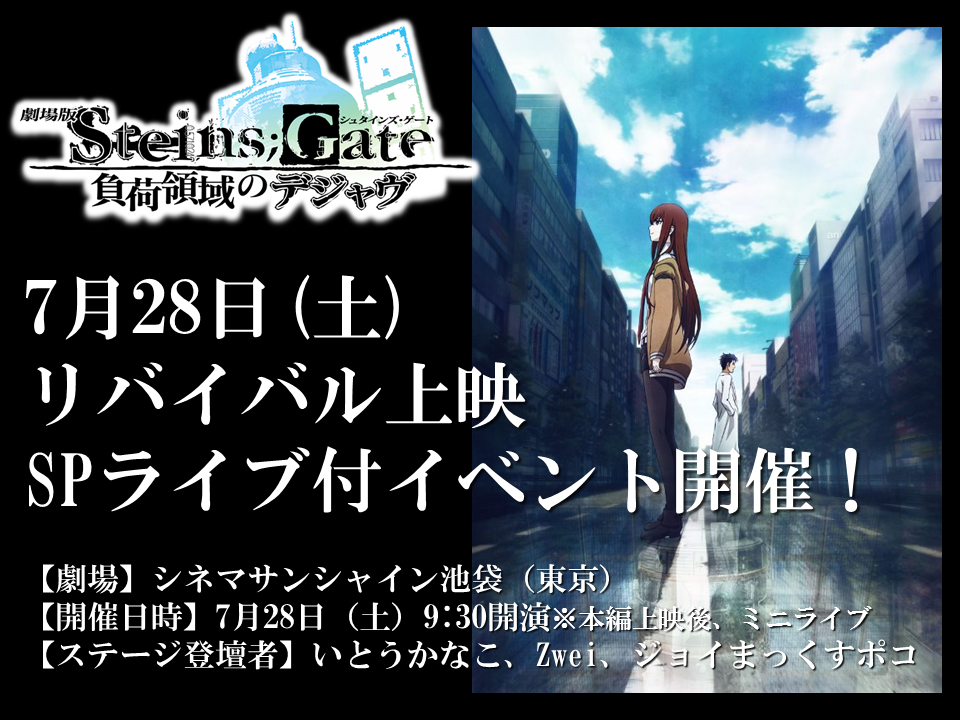 劇場版
Steins;Gate
シュタインズ・ゲート
負荷領域のデジャヴ
7月28日(土)
リバイバル上映
SPライブ付イベント開催!
【劇場】シネマサンシャイン池袋(東京)
【開催日時】7月28日(土)9:30開演※本編上映後、ミニライブ
【ステージ登壇者】いとうかなこ、Zwei、ジョイまっくすポコ